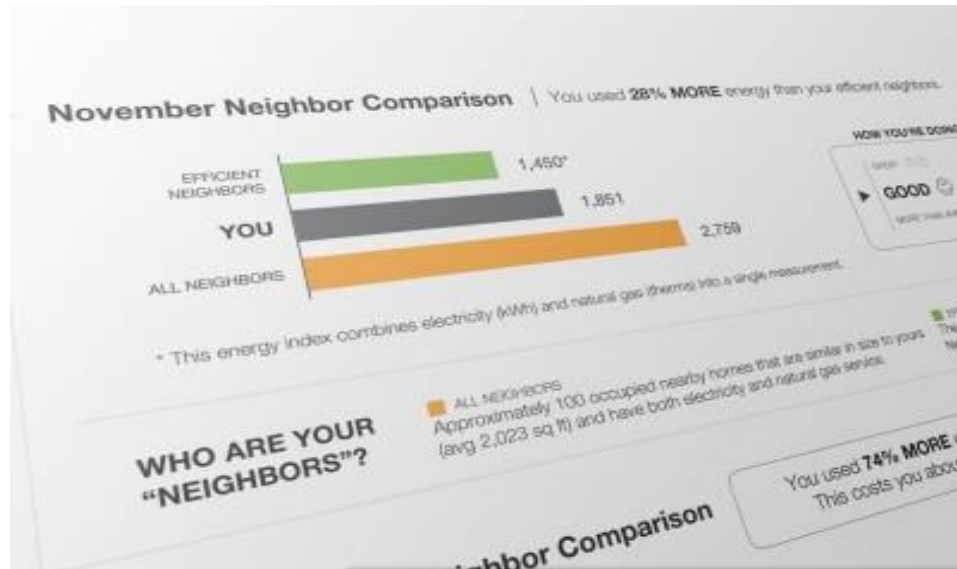 November Neighbor Comparison | You used 28% MORE energy than your efficient neighbors.
HOW YOU'RE DOING
EFFICIENT
NEIGHBORS
1,450*
YOU
1,851
GOOD
ALL NEIGHBORS
2,759
* This energy index combines electricity (kWh) and natural gas (therms) into a single measurement.
WHO ARE YOUR
"NEIGHBORS"?
ALL NEIGHBORS
Approximately 100 occupied nearby homes that are similar in size to yours
(avg 2,023 sq ft) and have both electricity and natural gas service.
Comparison
You used 74% MORE
This costs you about